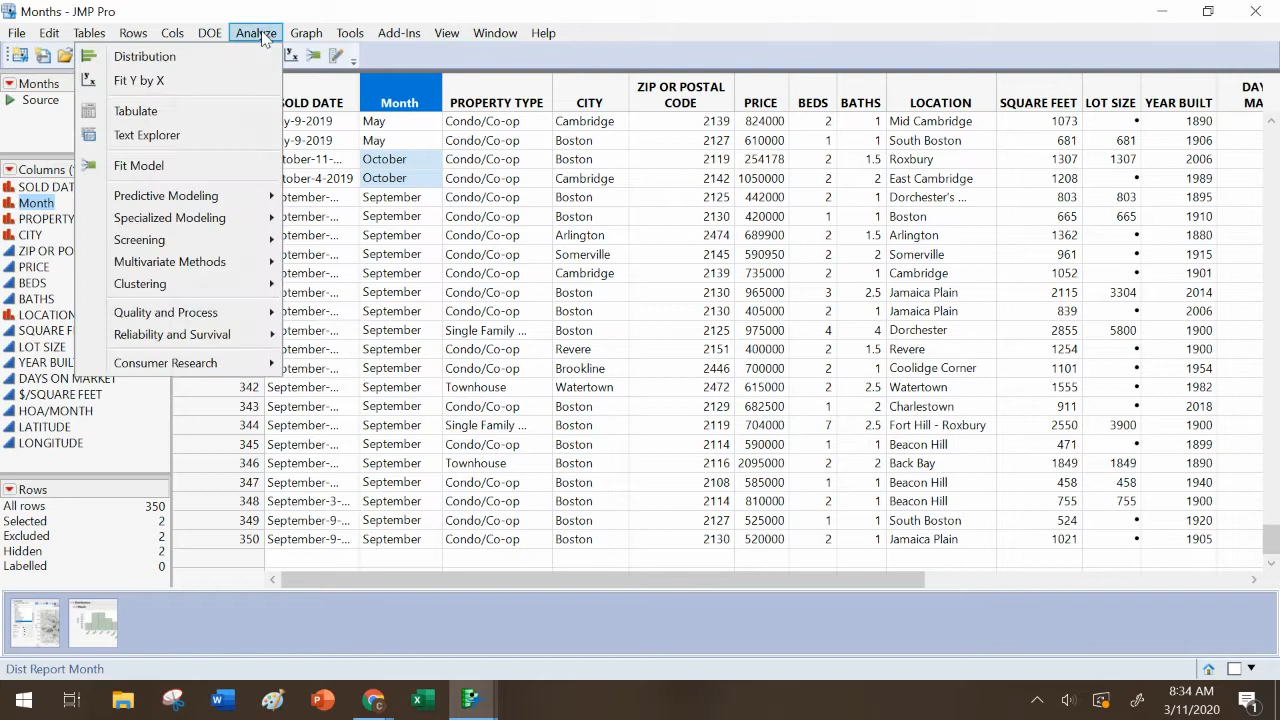 Months - JMP Pro
File Edit Tables Rows Cols DOE Analyze Graph Tools Add-Ins View Window Help
Months
Source
Columns (
SOLD DAT
Month
PROPERTY
CITY
ZIP OR PO
PRICE
BEDS
BATHS
LOCATION
SQUARE F
LOT SIZE
YEAR BUIL
DAYS ON MARKET
$/SQUARE FEET
HOA/MONTH
LATITUDE
LONGITUDE
Rows
All rows 350
Selected 2
Excluded 2
Hidden 2
Labelled 0
Distribution
Fit Y by X
Tabulate
Text Explorer
Fit Model
Predictive Modeling
Specialized Modeling
Screening
Multivariate Methods
Clustering
Quality and Process
Reliability and Survival
Consumer Research
SOLD DATE Month PROPERTY TYPE CITY ZIP OR POSTAL CODE PRICE BEDS BATHS LOCATION SQUARE FEET LOT SIZE YEAR BUILT DAY MA
y-9-2019 May Condo/Co-op Cambridge 2139 824000 2 1 Mid Cambridge 1073 • 1890
y-9-2019 May Condo/Co-op Boston 2127 610000 1 1 South Boston 681 681 1906
tober-11-... October Condo/Co-op Boston 2119 254178 2 1.5 Roxbury 1307 1307 2006
tober-4-2019 October Condo/Co-op Cambridge 2142 1050000 2 2 East Cambridge 1208 • 1989
September-... September Condo/Co-op Boston 2125 442000 2 1 Dorchester's ... 803 803 1895
September-... September Condo/Co-op Boston 2130 420000 1 1 Boston 665 665 1910
September-... September Condo/Co-op Arlington 2474 689900 2 1.5 Arlington 1362 • 1880
September-... September Condo/Co-op Somerville 2145 590950 2 2 Somerville 961 • 1915
September-... September Condo/Co-op Cambridge 2139 735000 2 1 Cambridge 1052 • 1901
September-... September Condo/Co-op Boston 2130 965000 3 2.5 Jamaica Plain 2115 3304 2014
September-... September Condo/Co-op Boston 2130 405000 2 1 Jamaica Plain 839 • 2006
September-... September Single Family ... Boston 2125 975000 4 4 Dorchester 2855 5800 1900
September-... September Condo/Co-op Revere 2151 400000 2 1.5 Revere 1254 • 1900
September-... September Condo/Co-op Brookline 2446 700000 2 1 Coolidge Corner 1101 • 1954
342 September-... September Townhouse Watertown 2472 615000 2 2.5 Watertown 1555 • 1982
343 September-... September Condo/Co-op Boston 2129 682500 1 2 Charlestown 911 • 2018
344 September-... September Single Family ... Boston 2119 704000 7 2.5 Fort Hill - Roxbury 2550 3900 1900
345 September-... September Condo/Co-op Boston 2114 590000 1 1 Beacon Hill 471 • 1899
346 September-... September Townhouse Boston 2116 2095000 2 2 Back Bay 1849 1849 1890
347 September-... September Condo/Co-op Boston 2108 585000 1 1 Beacon Hill 458 458 1940
348 September-3-... September Condo/Co-op Boston 2114 810000 2 1 Beacon Hill 755 755 1900
349 September-9-... September Condo/Co-op Boston 2127 525000 1 1 South Boston 524 • 1920
350 September-9-... September Condo/Co-op Boston 2130 520000 2 1 Jamaica Plain 1021 • 1905
Dist Report Month
8:34 AM
3/11/2020